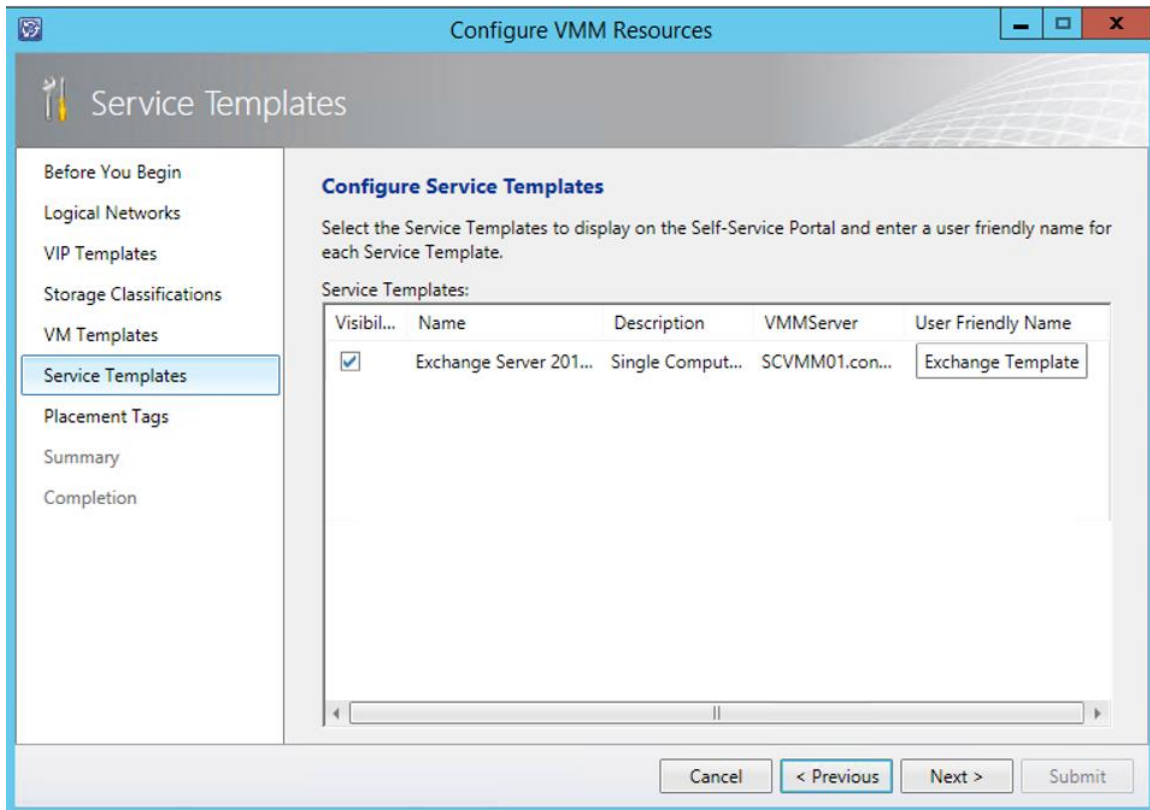 Configure VMM Resources
Service Templates
Before You Begin
Logical Networks
VIP Templates
Storage Classifications
VM Templates
Service Templates
Placement Tags
Summary
Completion
Configure Service Templates
Select the Service Templates to display on the Self-Service Portal and enter a user friendly name for
each Service Template.
Service Templates:
Visibil... Name Description VMMServer User Friendly Name
Exchange Server 201... Single Comput... SCVMM01.con... Exchange Template
Cancel < Previous Next > Submit